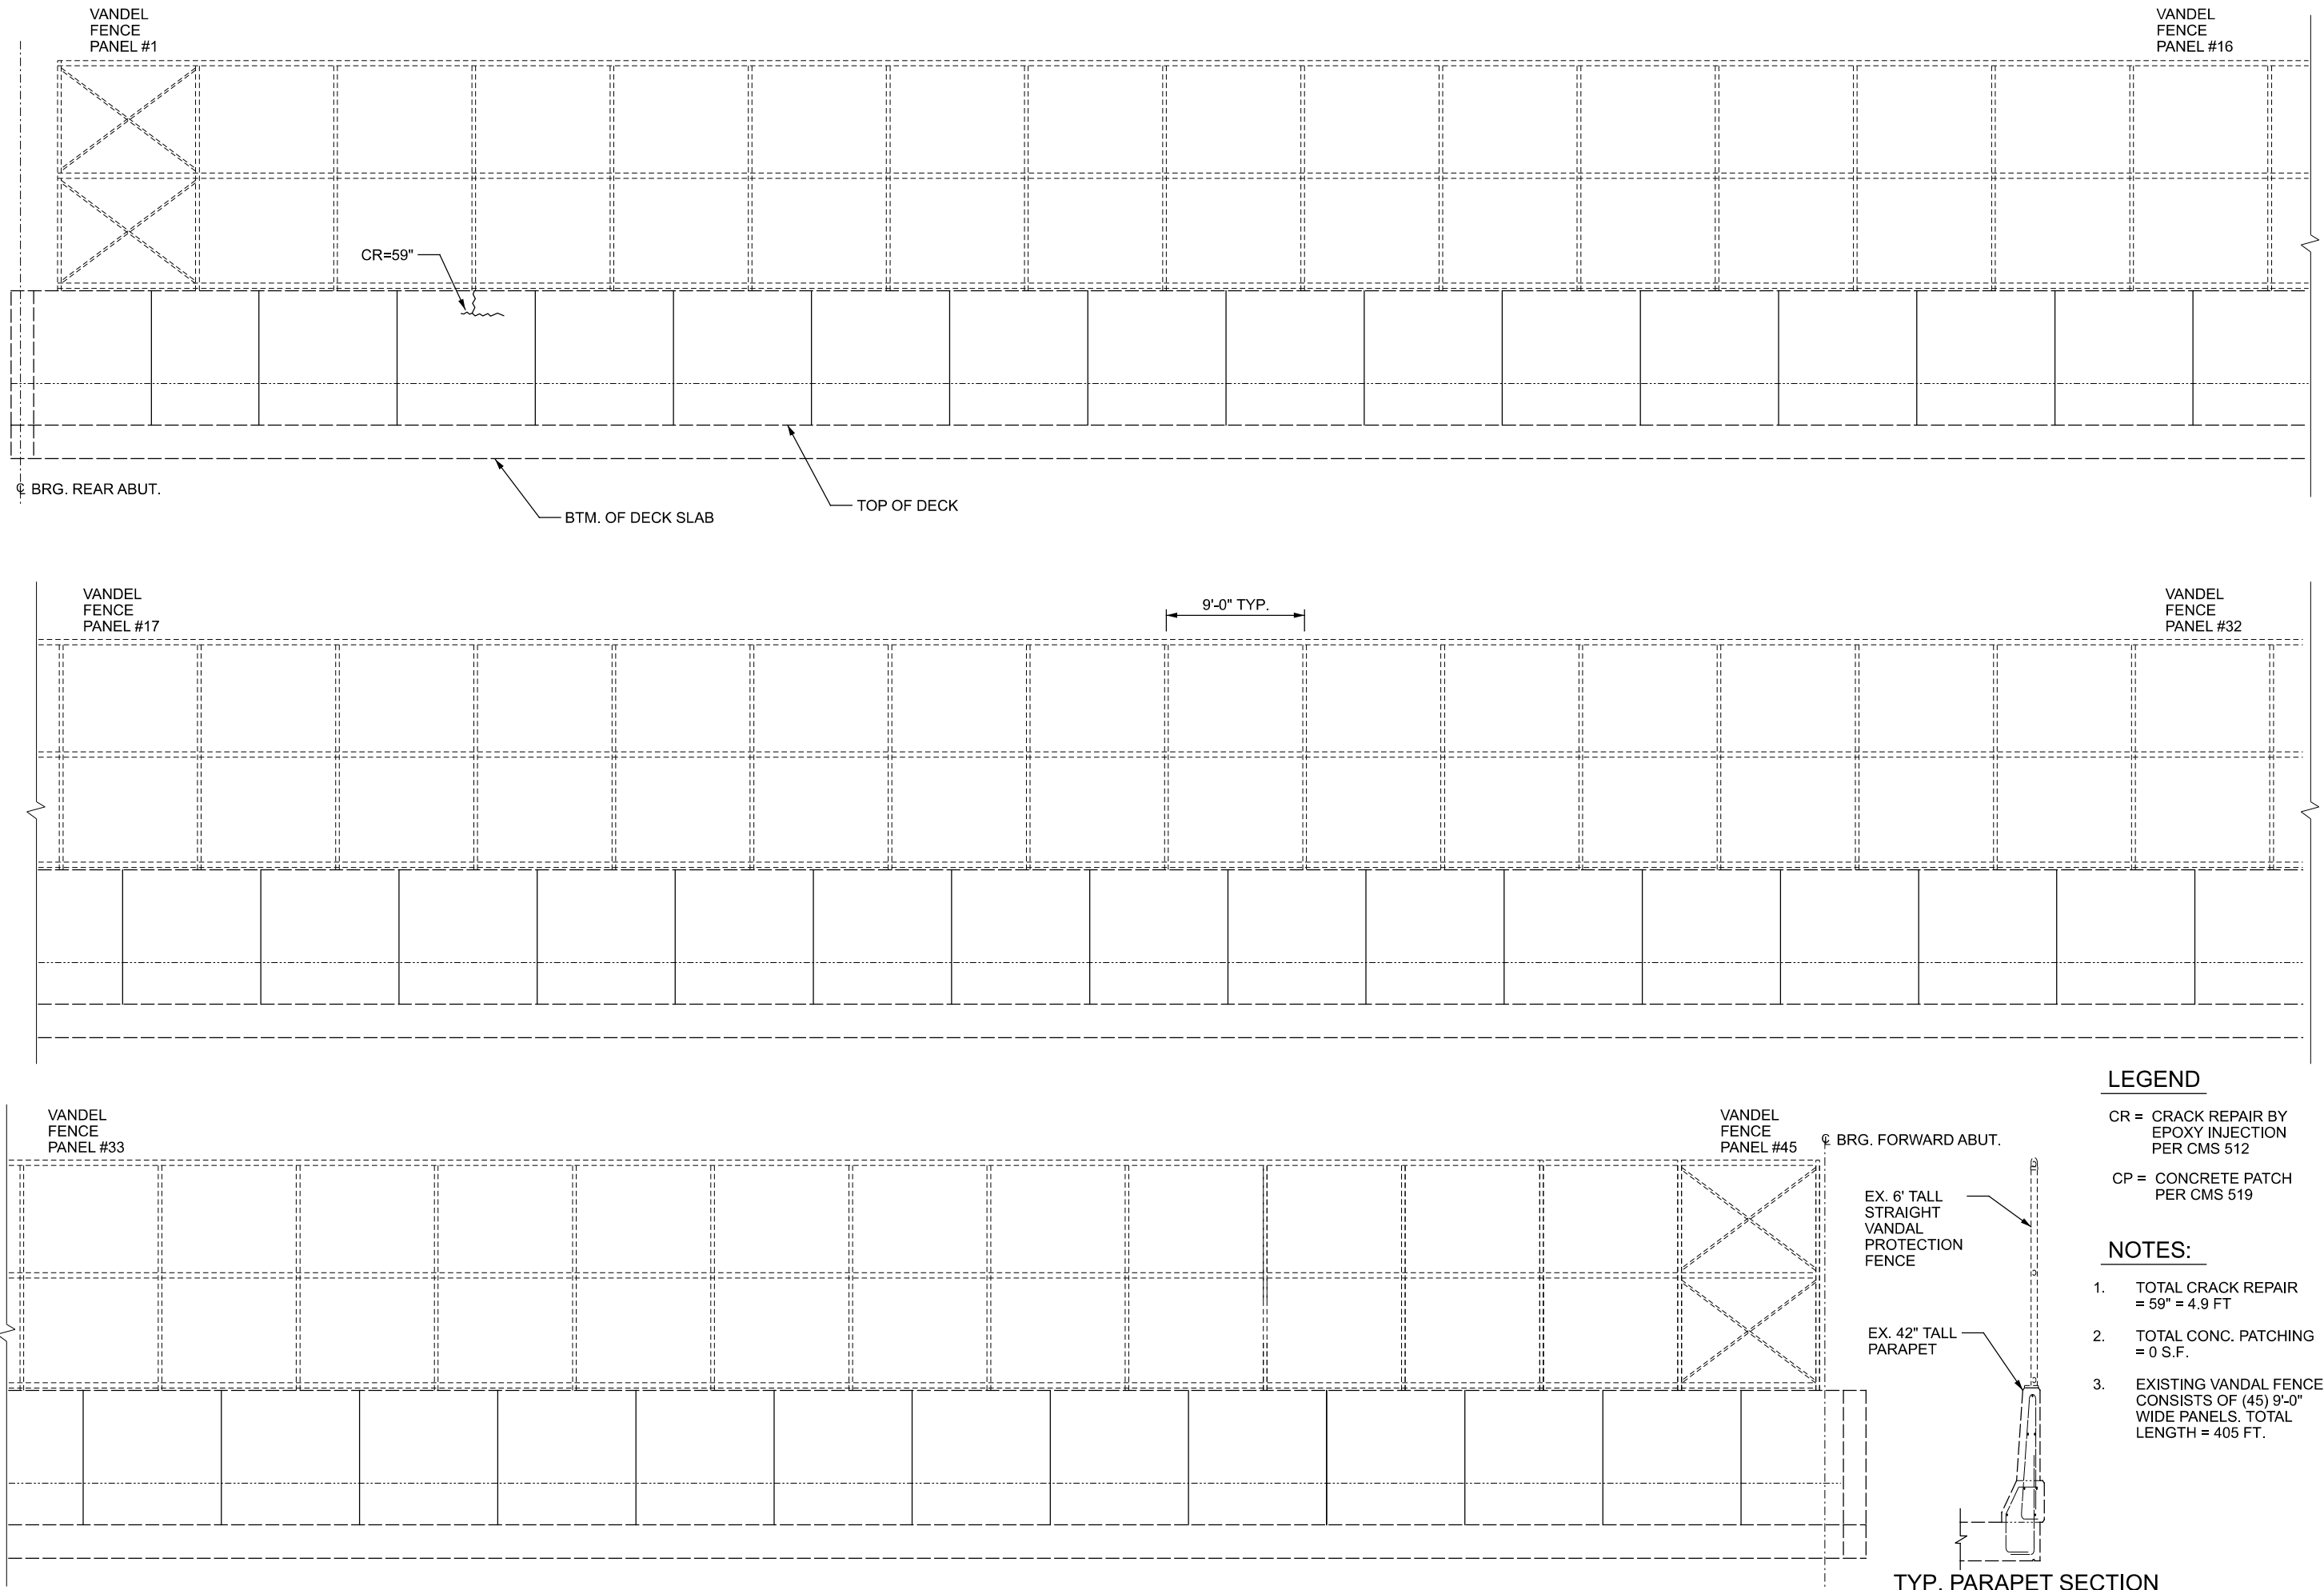 VANDEL
FENCE
PANEL #1
VANDEL
FENCE
PANEL #16
CR=59"
℄ BRG. REAR ABUT.
BTM. OF DECK SLAB
TOP OF DECK
VANDEL
FENCE
PANEL #17
9'-0" TYP.
VANDEL
FENCE
PANEL #32
VANDEL
FENCE
PANEL #33
VANDEL
FENCE
PANEL #45
℄ BRG. FORWARD ABUT.
EX. 6' TALL
STRAIGHT
VANDAL
PROTECTION
FENCE
EX. 42" TALL
PARAPET
TYP. PARAPET SECTION
LEGEND
CR = CRACK REPAIR BY
EPOXY INJECTION
PER CMS 512
CP = CONCRETE PATCH
PER CMS 519
NOTES:
1. TOTAL CRACK REPAIR
= 59" = 4.9 FT
2. TOTAL CONC. PATCHING
= 0 S.F.
3. EXISTING VANDAL FENCE
CONSISTS OF (45) 9'-0"
WIDE PANELS. TOTAL
LENGTH = 405 FT.